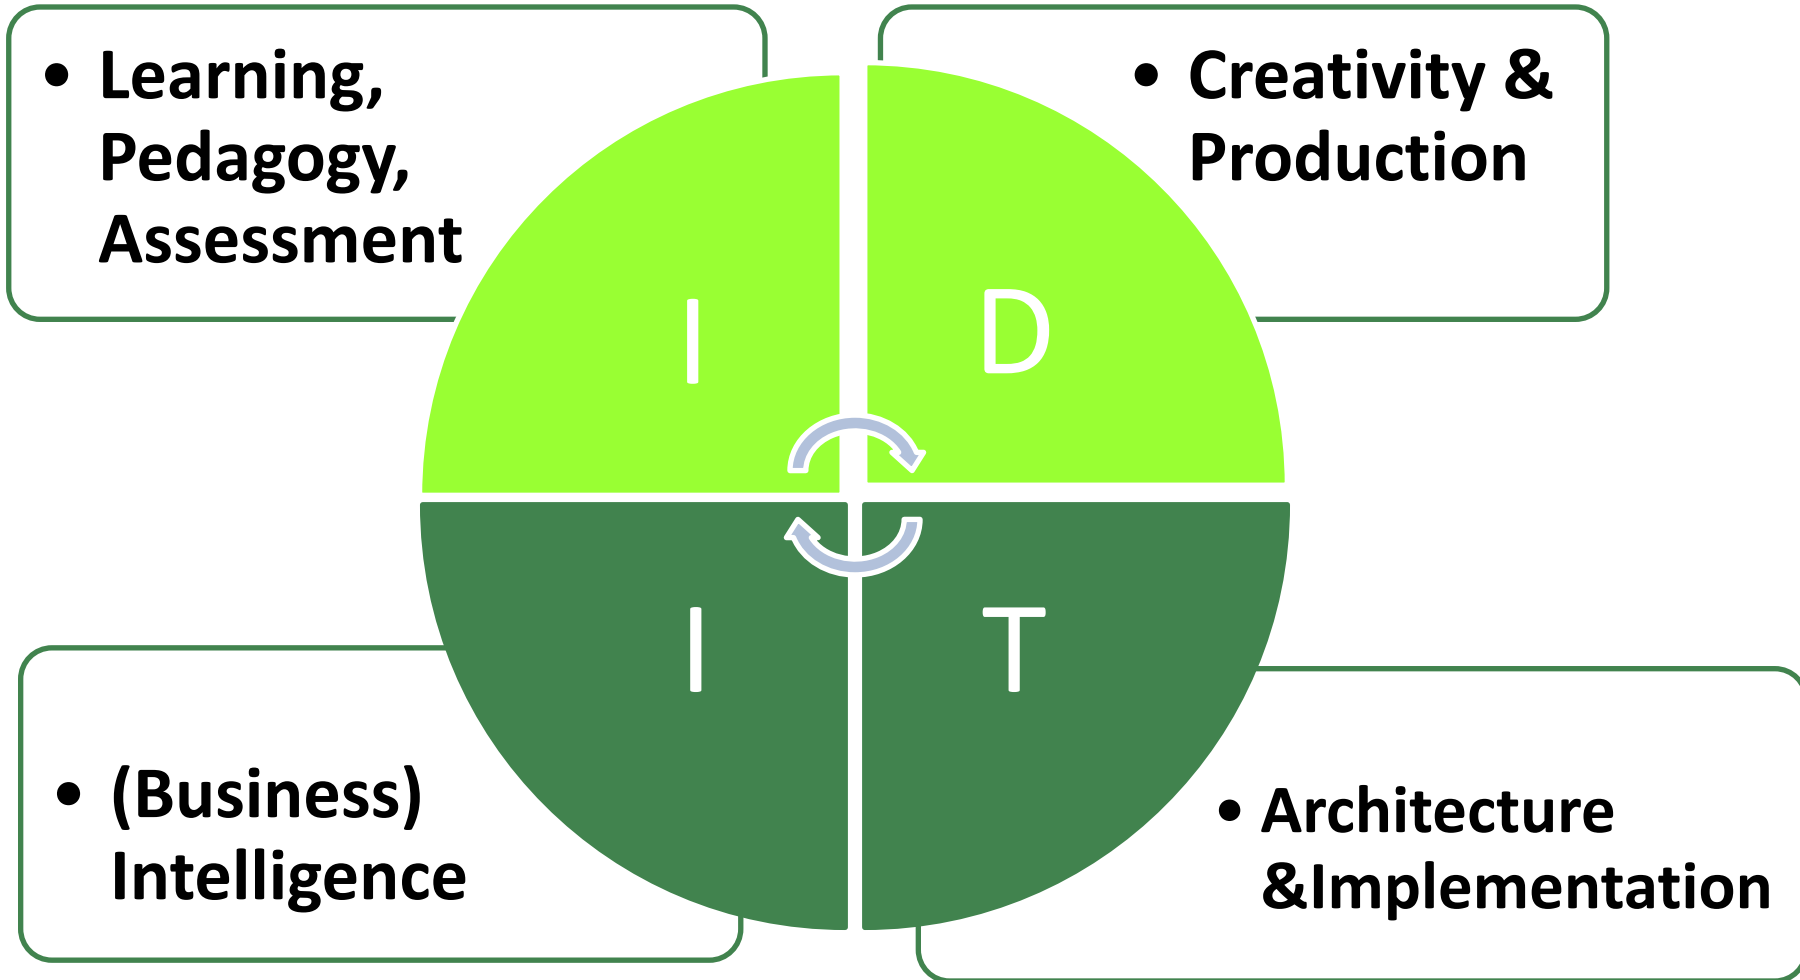 • Learning,
Pedagogy,
Assessment
• Creativity &
Production
I
D
I
T
• (Business)
Intelligence
• Architecture
&Implementation